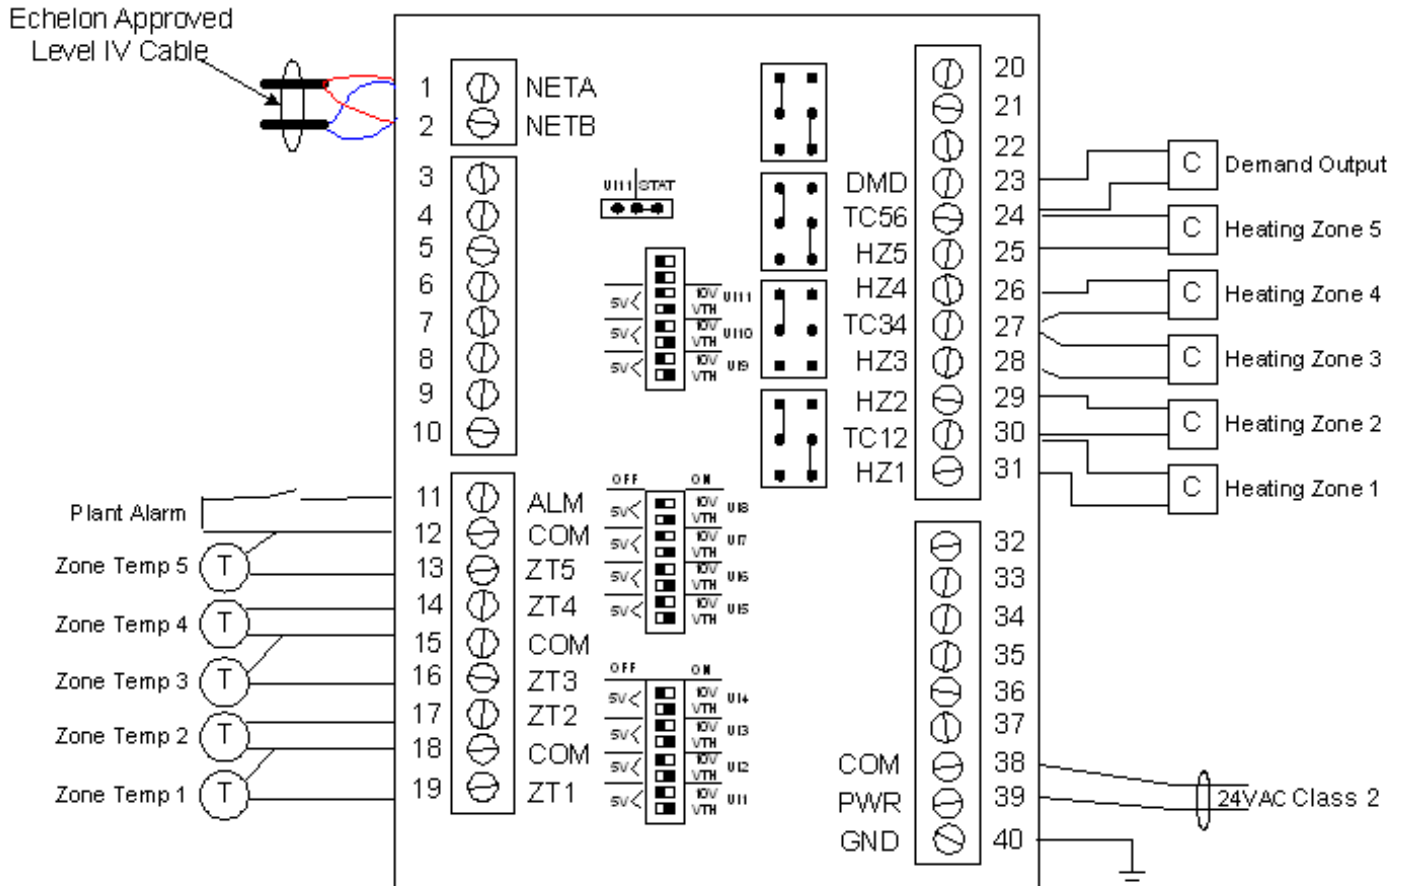 Echelon Approved
Level IV Cable
1 NETA
2 NETB
3
4
5
6
7
8
9
10
11 ALM
12 COM
13 ZT5
14 ZT4
15 COM
16 ZT3
17 ZT2
18 COM
19 ZT1
Plant Alarm
Zone Temp 5 T
Zone Temp 4 T
Zone Temp 3 T
Zone Temp 2 T
Zone Temp 1 T
UI11 STAT
5V< 10V UI11
VTH
5V< 10V UI10
VTH
5V< 10V UI9
VTH
OFF ON
5V< 10V UI8
VTH
5V< 10V UI7
VTH
5V< 10V UI6
VTH
5V< 10V UI5
VTH
OFF ON
5V< 10V UI4
VTH
5V< 10V UI3
VTH
5V< 10V UI2
VTH
5V< 10V UI1
VTH
20
21
22
DMD 23
TC56 24
HZ5 25
HZ4 26
TC34 27
HZ3 28
HZ2 29
TC12 30
HZ1 31
32
33
34
35
36
37
COM 38
PWR 39
GND 40
C Demand Output
C Heating Zone 5
C Heating Zone 4
C Heating Zone 3
C Heating Zone 2
C Heating Zone 1
24VAC Class 2